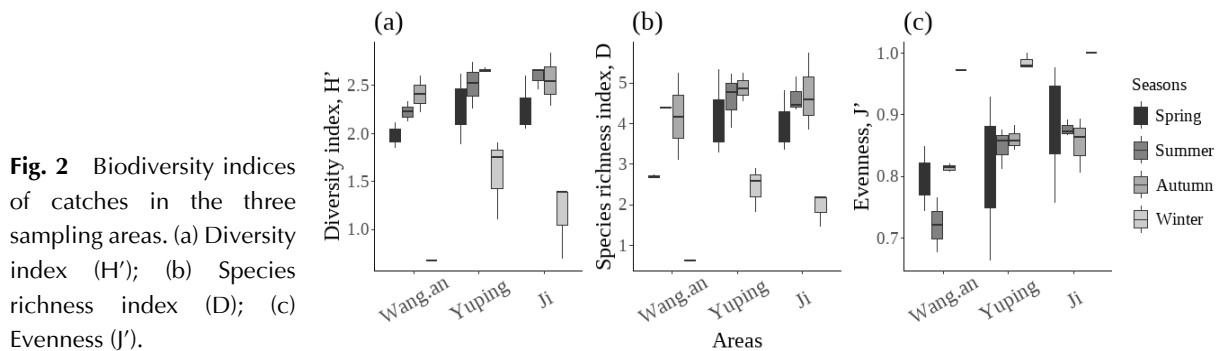 Fig. 2 Biodiversity indices
of catches in the three
sampling areas. (a) Diversity
index (H’); (b) Species
richness index (D); (c)
Evenness (J’).
(a)
Diversity index, H’
2.5
2.0
1.5
1.0
Wang.an
Yuping
Ji
(b)
Species richness index, D
5
4
3
2
1
Wang.an
Yuping
Ji
Areas
(c)
Evenness, J’
1.0
0.9
0.8
0.7
Wang.an
Yuping
Ji
Seasons
Spring
Summer
Autumn
Winter